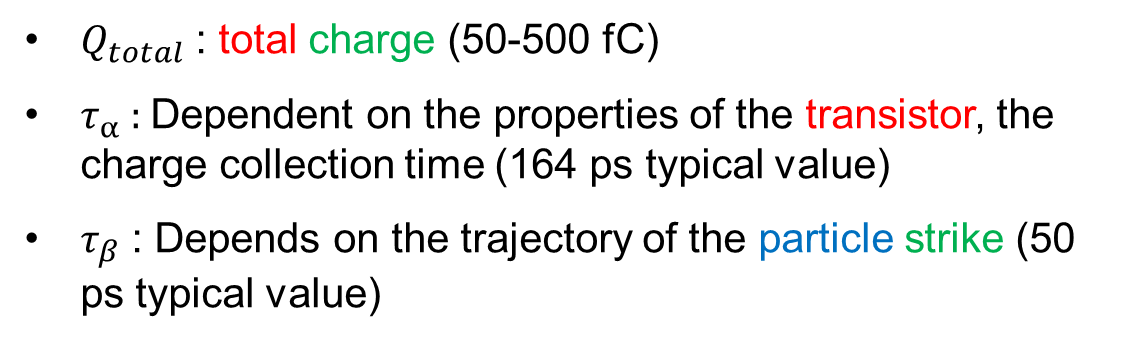 • Q_total : total charge (50-500 fC)
• τ_α : Dependent on the properties of the transistor, the
charge collection time (164 ps typical value)
• τ_β : Depends on the trajectory of the particle strike (50
ps typical value)